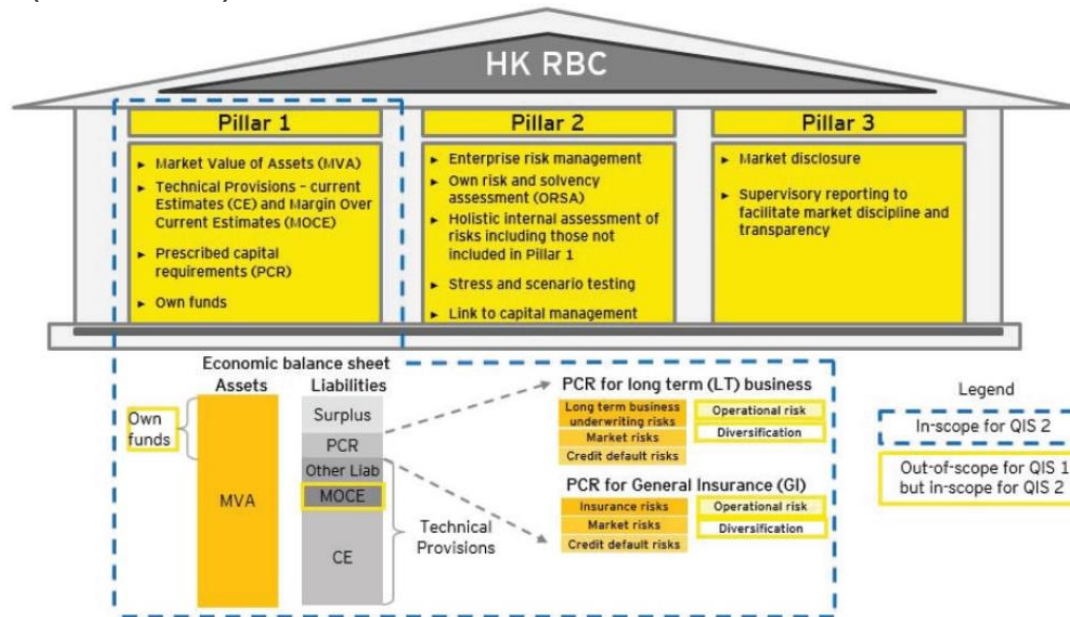 HK RBC
Pillar 1
► Market Value of Assets (MVA)
► Technical Provisions – current
Estimates (CE) and Margin Over
Current Estimates (MOCE)
► Prescribed capital
requirements (PCR)
► Own funds
Pillar 2
► Enterprise risk management
► Own risk and solvency
assessment (ORSA)
► Holistic internal assessment of
risks including those not
included in Pillar 1
► Stress and scenario testing
► Link to capital management
Pillar 3
► Market disclosure
► Supervisory reporting to
facilitate market discipline and
transparency
Economic balance sheet
Assets
Liabilities
Own
funds
MVA
Surplus
PCR
Other Liab
MOCE
CE
Technical
Provisions
PCR for long term (LT) business
Long term business
underwriting risks
Market risks
Credit default risks
Operational risk
Diversification
PCR for General Insurance (GI)
Insurance risks
Market risks
Credit default risks
Operational risk
Diversification
Legend
In-scope for QIS 2
Out-of-scope for QIS 1
but in-scope for QIS 2